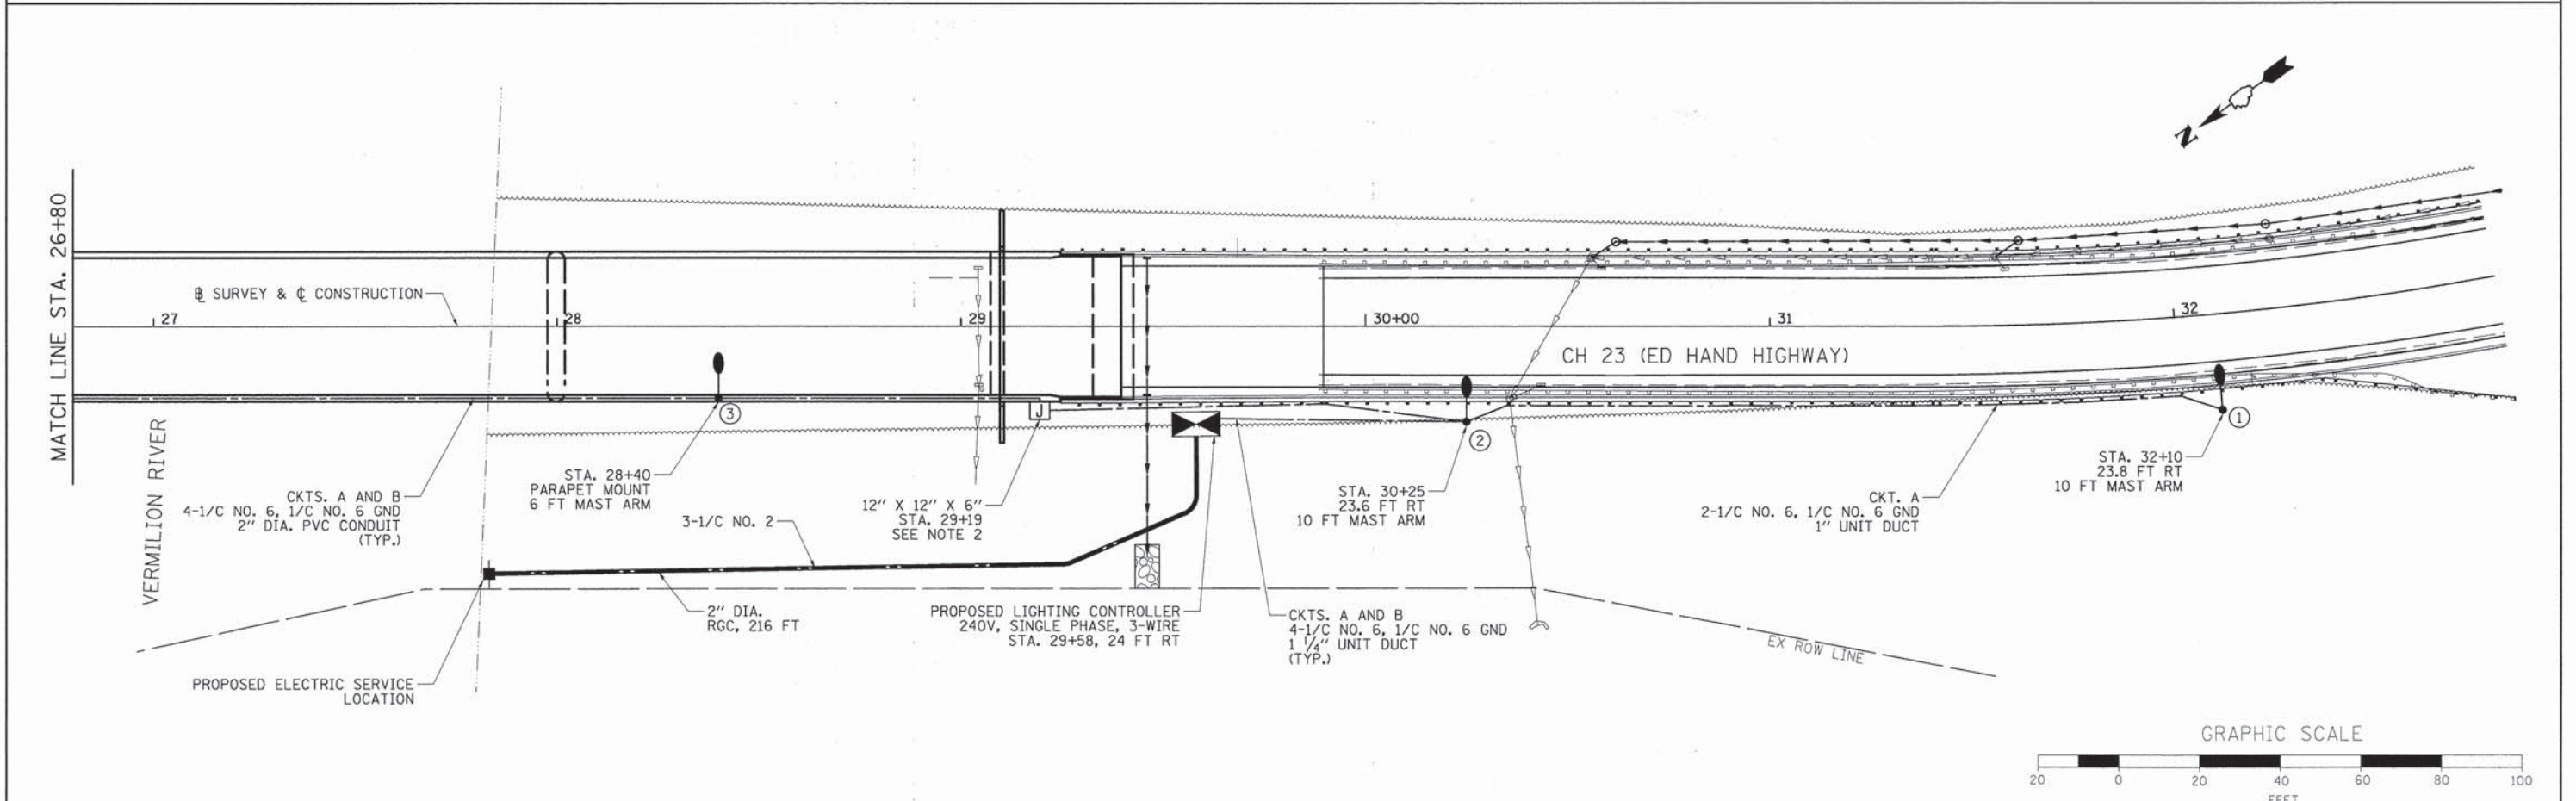 N
MATCH LINE STA. 26+80
B SURVEY & C CONSTRUCTION
27
28
29
30+00
31
32
CH 23 (ED HAND HIGHWAY)
VERMILION RIVER
CKTS. A AND B
4-1/C NO. 6, 1/C NO. 6 GND
2" DIA. PVC CONDUIT
(TYP.)
STA. 28+40
PARAPET MOUNT
6 FT MAST ARM
3
3-1/C NO. 2
J
12" X 12" X 6"
STA. 29+19
SEE NOTE 2
2
STA. 30+25
23.6 FT RT
10 FT MAST ARM
CKT. A
2-1/C NO. 6, 1/C NO. 6 GND
1" UNIT DUCT
1
STA. 32+10
23.8 FT RT
10 FT MAST ARM
2" DIA.
RGC, 216 FT
PROPOSED LIGHTING CONTROLLER
240V, SINGLE PHASE, 3-WIRE
STA. 29+58, 24 FT RT
CKTS. A AND B
4-1/C NO. 6, 1/C NO. 6 GND
1 1/4" UNIT DUCT
(TYP.)
EX ROW LINE
PROPOSED ELECTRIC SERVICE
LOCATION
GRAPHIC SCALE
20 0 20 40 60 80 100
FEET